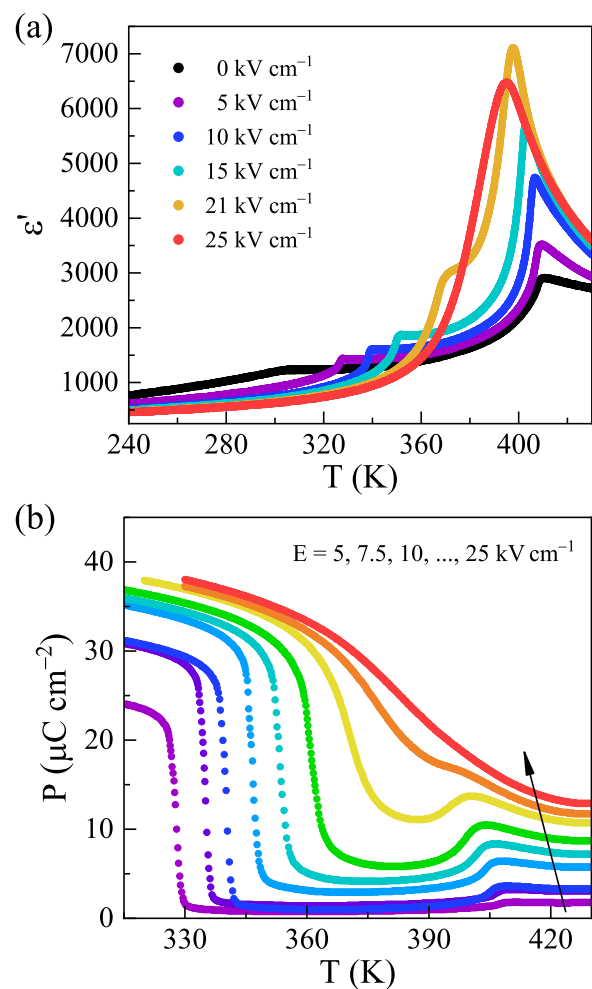 (a)
7000
6000
5000
4000
3000
2000
1000
ε'
0 kV cm⁻¹
5 kV cm⁻¹
10 kV cm⁻¹
15 kV cm⁻¹
21 kV cm⁻¹
25 kV cm⁻¹
240 280 320 360 400
T (K)
(b)
40
30
20
10
0
P (μC cm⁻²)
E = 5, 7.5, 10, ..., 25 kV cm⁻¹
330 360 390 420
T (K)